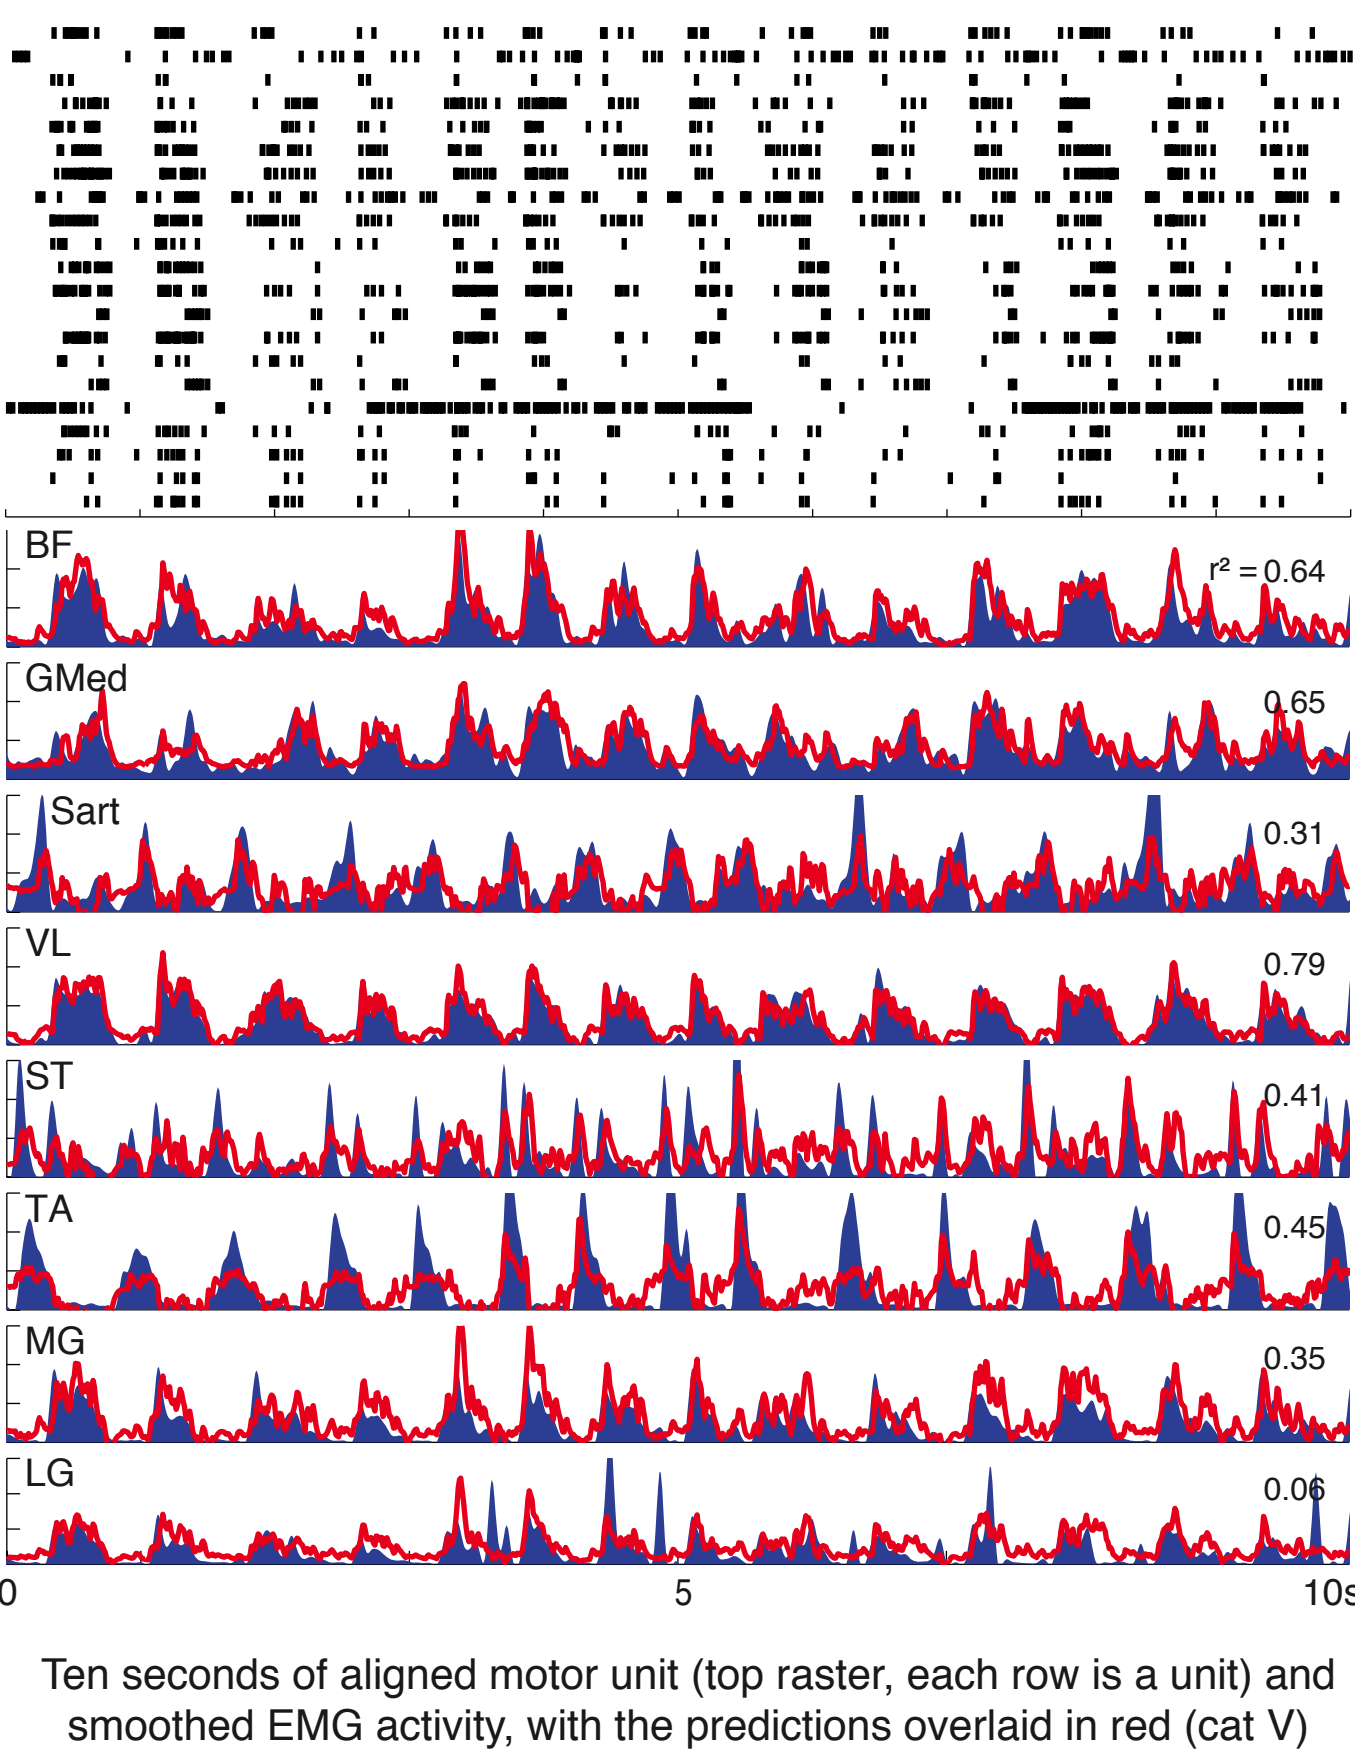 BF
r² = 0.64
GMed
0.65
Sart
0.31
VL
0.79
ST
0.41
TA
0.45
MG
0.35
LG
0.06
0 5 10s
Ten seconds of aligned motor unit (top raster, each row is a unit) and
smoothed EMG activity, with the predictions overlaid in red (cat V)